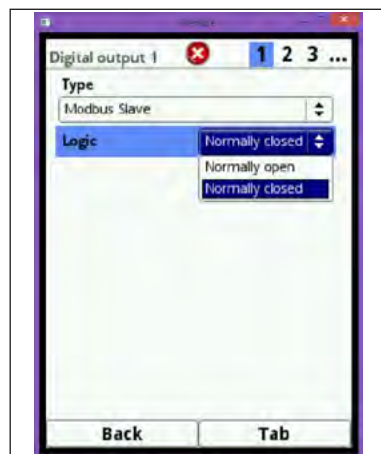 Digital output 1 1 2 3 ...
Type
Modbus Slave
Logic Normally closed
Normally open
Normally closed
Back Tab